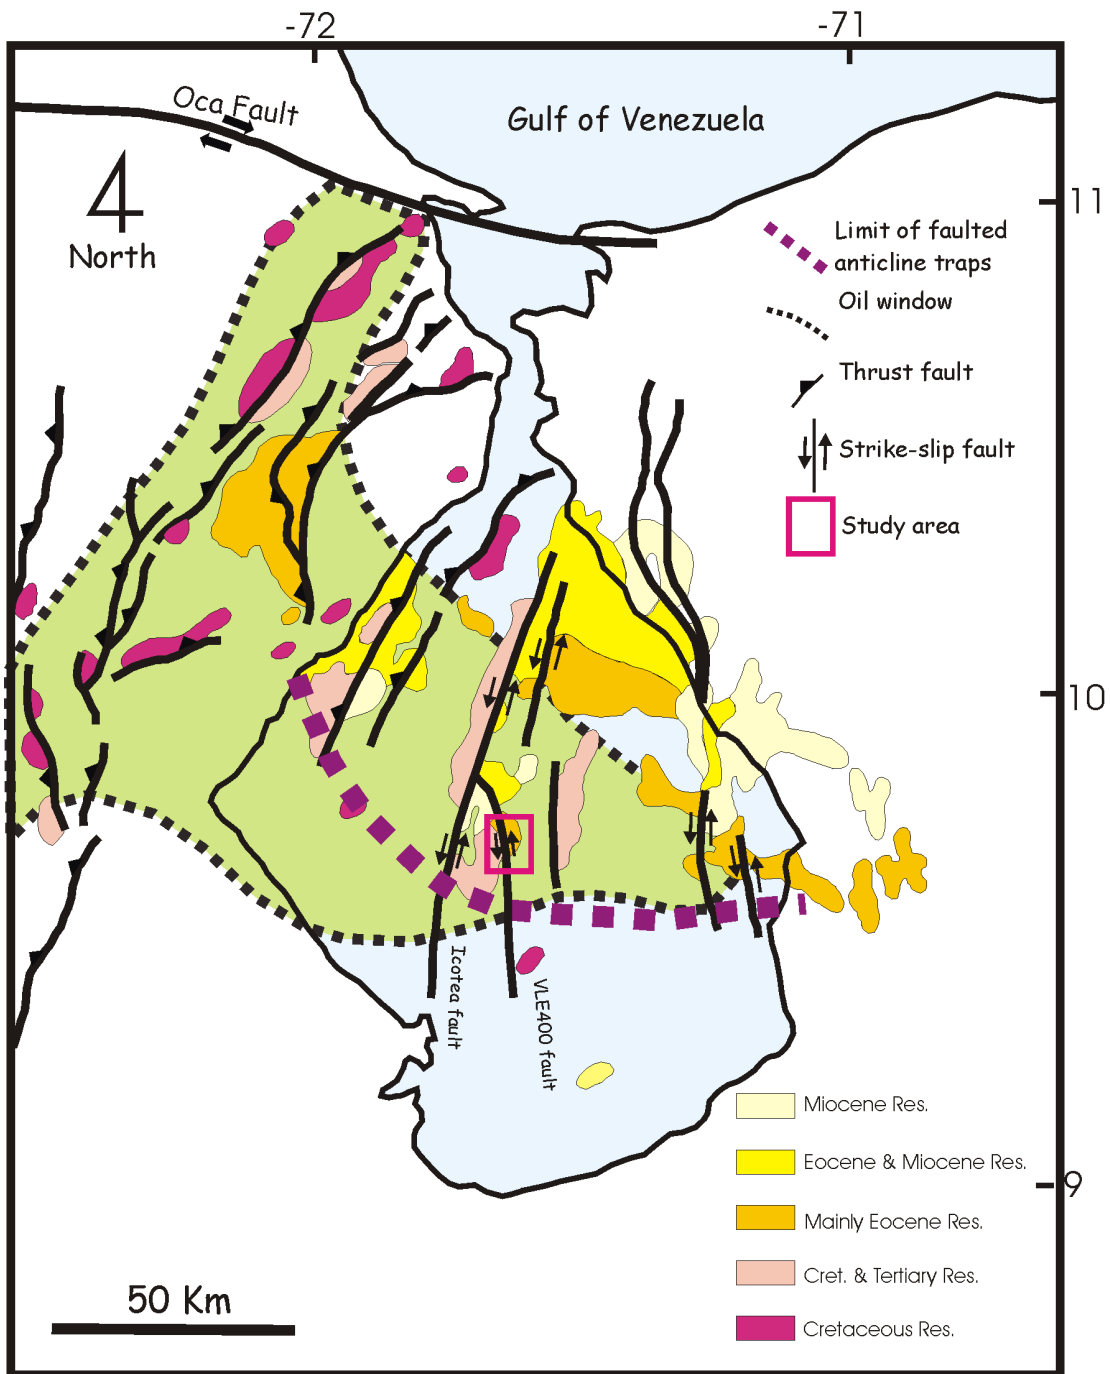 -72
-71
Oca Fault
Gulf of Venezuela
11
North
Limit of faulted
anticline traps
Oil window
Thrust fault
Strike-slip fault
Study area
10
Icotea fault
VLE400 fault
Miocene Res.
Eocene & Miocene Res.
9
Mainly Eocene Res.
Cret. & Tertiary Res.
50 Km
Cretaceous Res.